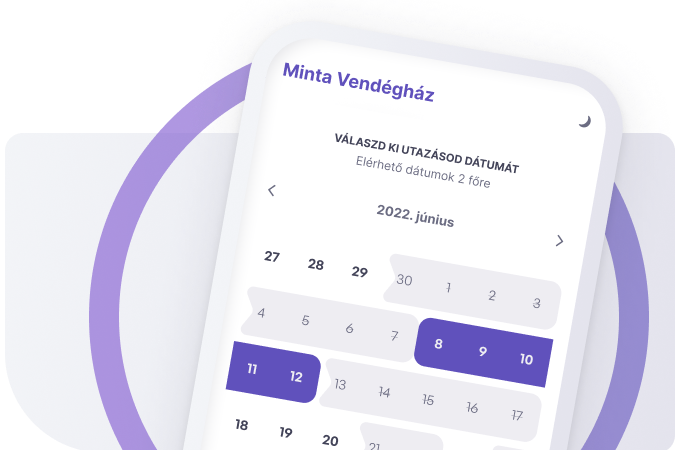 Minta Vendégház
VÁLASZD KI UTAZÁSOD DÁTUMÁT
Elérhető dátumok 2 főre
2022. június
27 28 29 30 1 2 3
4 5 6 7 8 9 10
11 12 13 14 15 16 17
18 19 20 21